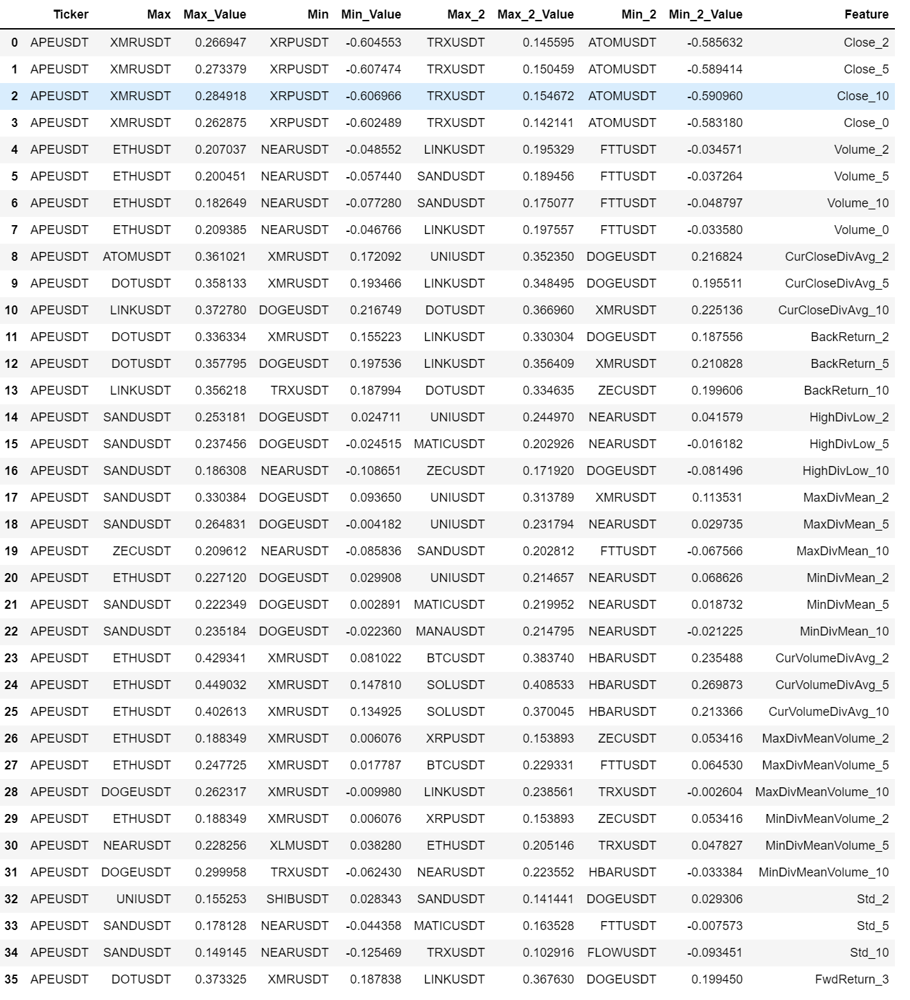 Ticker Max Max_Value Min Min_Value Max_2 Max_2_Value Min_2 Min_2_Value Feature
0 APEUSDT XMRUSDT 0.266947 XRPUSDT -0.604553 TRXUSDT 0.145595 ATOMUSDT -0.585632 Close_2
1 APEUSDT XMRUSDT 0.273379 XRPUSDT -0.607474 TRXUSDT 0.150459 ATOMUSDT -0.589414 Close_5
2 APEUSDT XMRUSDT 0.284918 XRPUSDT -0.606966 TRXUSDT 0.154672 ATOMUSDT -0.590960 Close_10
3 APEUSDT XMRUSDT 0.262875 XRPUSDT -0.602489 TRXUSDT 0.142141 ATOMUSDT -0.583180 Close_0
4 APEUSDT ETHUSDT 0.207037 NEARUSDT -0.048552 LINKUSDT 0.195329 FTTUSDT -0.034571 Volume_2
5 APEUSDT ETHUSDT 0.200451 NEARUSDT -0.057440 SANDUSDT 0.189456 FTTUSDT -0.037264 Volume_5
6 APEUSDT ETHUSDT 0.182649 NEARUSDT -0.077280 SANDUSDT 0.175077 FTTUSDT -0.048797 Volume_10
7 APEUSDT ETHUSDT 0.209385 NEARUSDT -0.046766 LINKUSDT 0.197557 FTTUSDT -0.033580 Volume_0
8 APEUSDT ATOMUSDT 0.361021 XMRUSDT 0.172092 UNIUSDT 0.352350 DOGEUSDT 0.216824 CurCloseDivAvg_2
9 APEUSDT DOTUSDT 0.358133 XMRUSDT 0.193466 LINKUSDT 0.348495 DOGEUSDT 0.195511 CurCloseDivAvg_5
10 APEUSDT LINKUSDT 0.372780 DOGEUSDT 0.216749 DOTUSDT 0.366960 XMRUSDT 0.225136 CurCloseDivAvg_10
11 APEUSDT DOTUSDT 0.336334 XMRUSDT 0.155223 LINKUSDT 0.330304 DOGEUSDT 0.187556 BackReturn_2
12 APEUSDT DOTUSDT 0.357795 DOGEUSDT 0.197536 LINKUSDT 0.356409 XMRUSDT 0.210828 BackReturn_5
13 APEUSDT LINKUSDT 0.356218 TRXUSDT 0.187994 DOTUSDT 0.334635 ZECUSDT 0.199606 BackReturn_10
14 APEUSDT SANDUSDT 0.253181 DOGEUSDT 0.024711 UNIUSDT 0.244970 NEARUSDT 0.041579 HighDivLow_2
15 APEUSDT SANDUSDT 0.237456 DOGEUSDT -0.024515 MATICUSDT 0.202926 NEARUSDT -0.016182 HighDivLow_5
16 APEUSDT SANDUSDT 0.186308 NEARUSDT -0.108651 ZECUSDT 0.171920 DOGEUSDT -0.081496 HighDivLow_10
17 APEUSDT SANDUSDT 0.330384 DOGEUSDT 0.093650 UNIUSDT 0.313789 XMRUSDT 0.113531 MaxDivMean_2
18 APEUSDT SANDUSDT 0.264831 DOGEUSDT -0.004182 UNIUSDT 0.231794 NEARUSDT 0.029735 MaxDivMean_5
19 APEUSDT ZECUSDT 0.209612 NEARUSDT -0.085836 SANDUSDT 0.202812 FTTUSDT -0.067566 MaxDivMean_10
20 APEUSDT ETHUSDT 0.227120 DOGEUSDT 0.029908 UNIUSDT 0.214657 NEARUSDT 0.068626 MinDivMean_2
21 APEUSDT SANDUSDT 0.222349 DOGEUSDT 0.002891 MATICUSDT 0.219952 NEARUSDT 0.018732 MinDivMean_5
22 APEUSDT SANDUSDT 0.235184 DOGEUSDT -0.022360 MANAUSDT 0.214795 NEARUSDT -0.021225 MinDivMean_10
23 APEUSDT ETHUSDT 0.429341 XMRUSDT 0.081022 BTCUSDT 0.383740 HBARUSDT 0.235488 CurVolumeDivAvg_2
24 APEUSDT ETHUSDT 0.449032 XMRUSDT 0.147810 SOLUSDT 0.408533 HBARUSDT 0.269873 CurVolumeDivAvg_5
25 APEUSDT ETHUSDT 0.402613 XMRUSDT 0.134925 SOLUSDT 0.370045 HBARUSDT 0.213366 CurVolumeDivAvg_10
26 APEUSDT ETHUSDT 0.188349 XMRUSDT 0.006076 XRPUSDT 0.153893 ZECUSDT 0.053416 MaxDivMeanVolume_2
27 APEUSDT ETHUSDT 0.247725 XMRUSDT 0.017787 BTCUSDT 0.229331 FTTUSDT 0.064530 MaxDivMeanVolume_5
28 APEUSDT DOGEUSDT 0.262317 XMRUSDT -0.009980 LINKUSDT 0.238561 TRXUSDT -0.002604 MaxDivMeanVolume_10
29 APEUSDT ETHUSDT 0.188349 XMRUSDT 0.006076 XRPUSDT 0.153893 ZECUSDT 0.053416 MinDivMeanVolume_2
30 APEUSDT NEARUSDT 0.228256 XLMUSDT 0.038280 ETHUSDT 0.205146 TRXUSDT 0.047827 MinDivMeanVolume_5
31 APEUSDT DOGEUSDT 0.299958 TRXUSDT -0.062430 NEARUSDT 0.223552 HBARUSDT -0.033384 MinDivMeanVolume_10
32 APEUSDT UNIUSDT 0.155253 SHIBUSDT 0.028343 SANDUSDT 0.141441 DOGEUSDT 0.029306 Std_2
33 APEUSDT SANDUSDT 0.178128 NEARUSDT -0.044358 MATICUSDT 0.163528 FTTUSDT -0.007573 Std_5
34 APEUSDT SANDUSDT 0.149145 NEARUSDT -0.125469 TRXUSDT 0.102916 FLOWUSDT -0.093451 Std_10
35 APEUSDT DOTUSDT 0.373325 XMRUSDT 0.187838 LINKUSDT 0.367630 DOGEUSDT 0.199450 FwdReturn_3